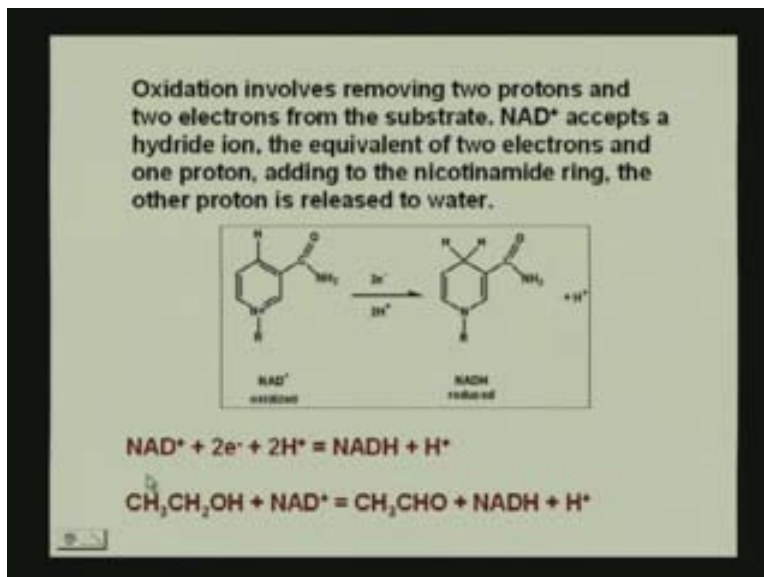 Oxidation involves removing two protons and
two electrons from the substrate. NAD⁺ accepts a
hydride ion, the equivalent of two electrons and
one proton, adding to the nicotinamide ring, the
other proton is released to water.
H O H H O
C NH₂ 2e⁻ C NH₂
N⁺ 2H⁺ N + H⁺
R R
NAD⁺ NADH
oxidized reduced
NAD⁺ + 2e⁻ + 2H⁺ = NADH + H⁺
CH₃CH₂OH + NAD⁺ = CH₃CHO + NADH + H⁺